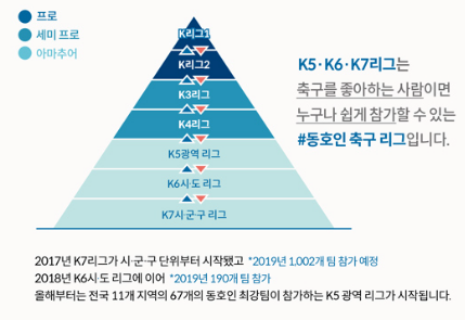 프로
세미 프로
아마추어
K리그1
K리그2
K3리그
K4리그
K5광역 리그
K6시·도 리그
K7시·군·구 리그
K5·K6·K7리그는
축구를 좋아하는 사람이면
누구나 쉽게 참가할 수 있는
#동호인 축구 리그입니다.
2017년 K7리그가 시·군·구 단위부터 시작됐고 *2019년 1,002개 팀 참가 예정
2018년 K6시·도 리그에 이어 *2019년 190개 팀 참가
올해부터는 전국 11개 지역의 67개의 동호인 최강팀이 참가하는 K5 광역 리그가 시작됩니다.